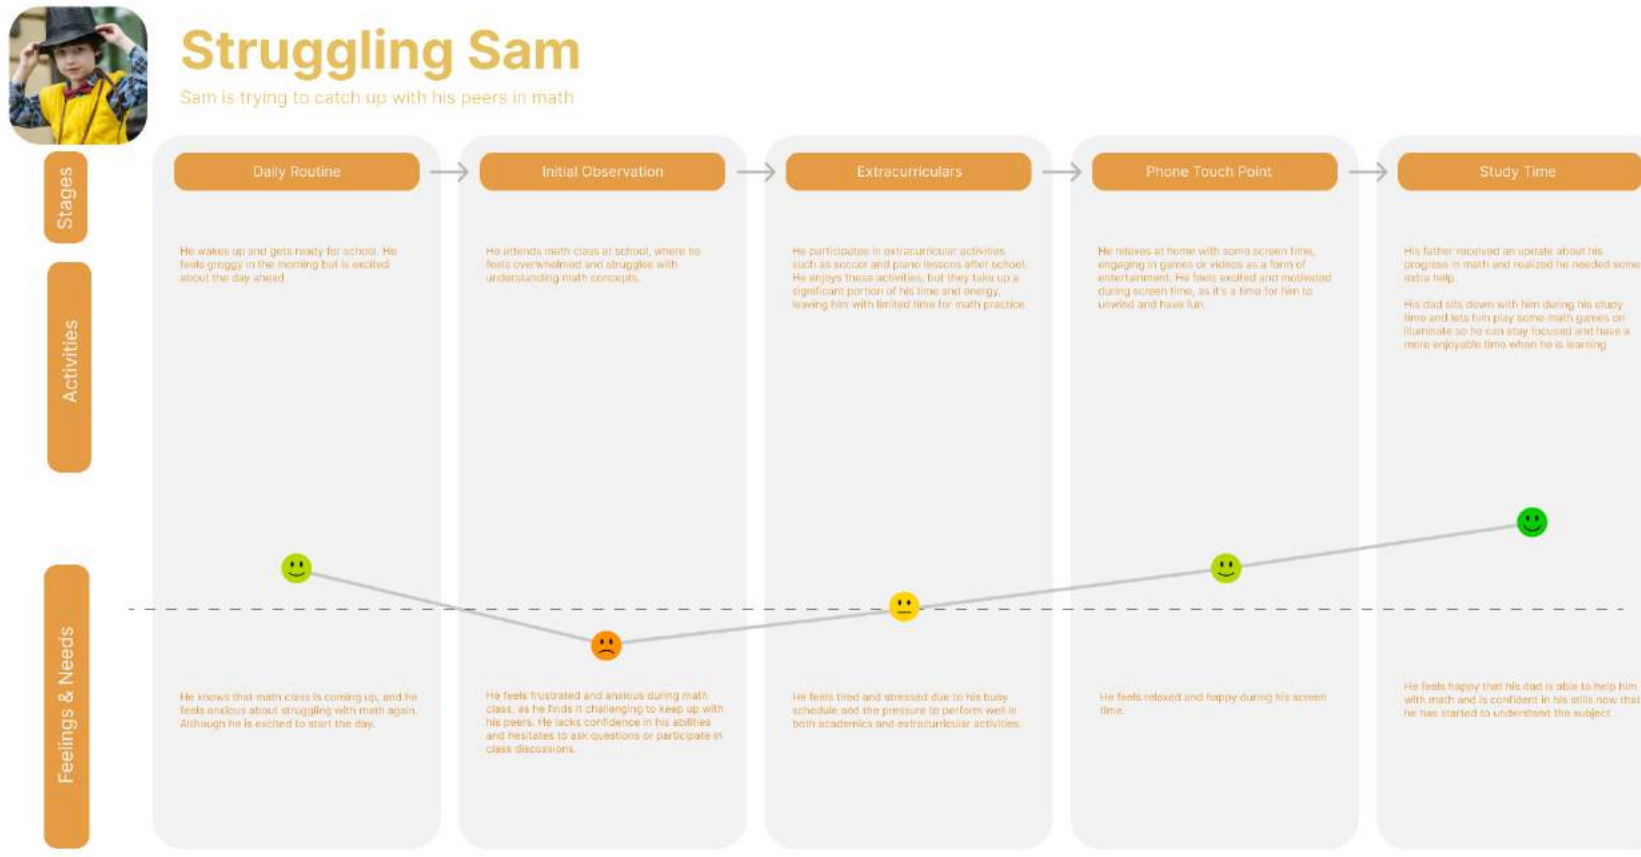 Struggling Sam
Sam is trying to catch up with his peers in math
Stages
Daily Routine
Initial Observation
Extracurriculars
Phone Touch Point
Study Time
Activities
He wakes up and gets ready for school. He
feels groggy in the morning but is excited
about the day ahead
He attends math class at school, where he
feels overwhelmed and struggles with
understanding math concepts.
He participates in extracurricular activities
such as soccer and piano lessons after school.
He enjoys these activities, but they take up a
significant portion of his time and energy,
leaving him with limited time for math practice.
He relaxes at home with some screen time,
engaging in games or videos as a form of
entertainment. He feels excited and motivated
during screen time, as it's a time for him to
unwind and have fun.
His father received an update about his
progress in math and realized he needed some
extra help.
His dad sits down with him during his study
time and lets him play some math games on
Illuminate so he can stay focused and have a
more enjoyable time when he is learning
Feelings & Needs
He knows that math class is coming up, and he
feels anxious about struggling with math again.
Although he is excited to start the day.
He feels frustrated and anxious during math
class, as he finds it challenging to keep up with
his peers. He lacks confidence in his abilities
and hesitates to ask questions or participate in
class discussions.
He feels tired and stressed due to his busy
schedule and the pressure to perform well in
both academics and extracurricular activities.
He feels relaxed and happy during his screen
time.
He feels happy that his dad is able to help him
with math and is confident in his stills now that
he has started to understand the subject